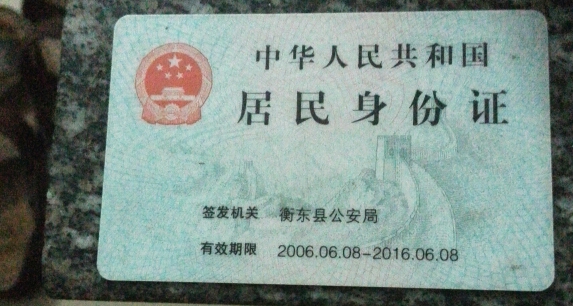 中华人民共和国
居民身份证
签发机关 衡东县公安局
有效期限 2006.06.08-2016.06.08